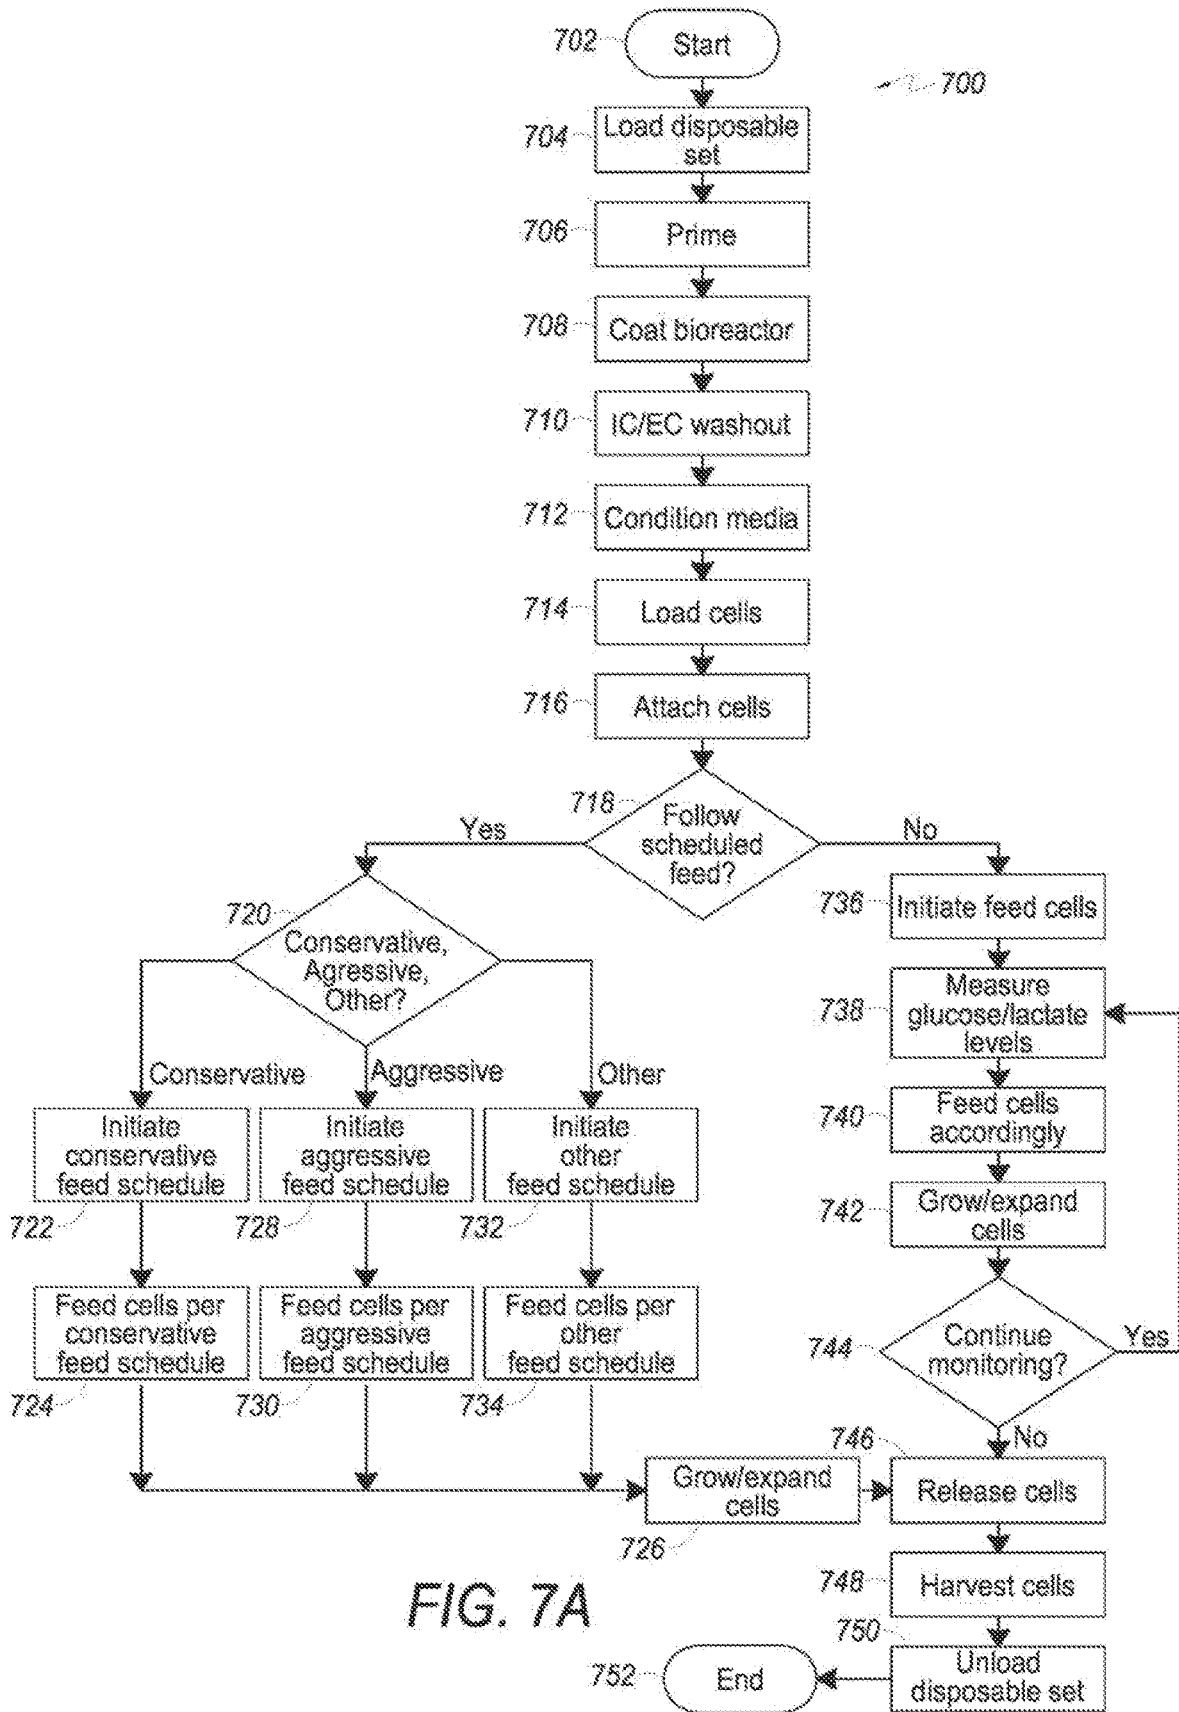 702
Start
700
704
Load disposable
set
706
Prime
708
Coat bioreactor
710
IC/EC washout
712
Condition media
714
Load cells
716
Attach cells
718
Follow
scheduled
feed?
Yes
No
720
Conservative,
Agressive,
Other?
Conservative
Aggressive
Other
Initiate
conservative
feed schedule
722
Initiate
aggressive
feed schedule
728
Initiate
other
feed schedule
732
Feed cells per
conservative
feed schedule
724
Feed cells per
aggressive
feed schedule
730
Feed cells per
other
feed schedule
734
Grow/expand
cells
726
736
Initiate feed cells
738
Measure
glucose/lactate
levels
740
Feed cells
accordingly
742
Grow/expand
cells
744
Continue
monitoring?
Yes
No
746
Release cells
748
Harvest cells
750
Unload
disposable set
752
End
FIG. 7A